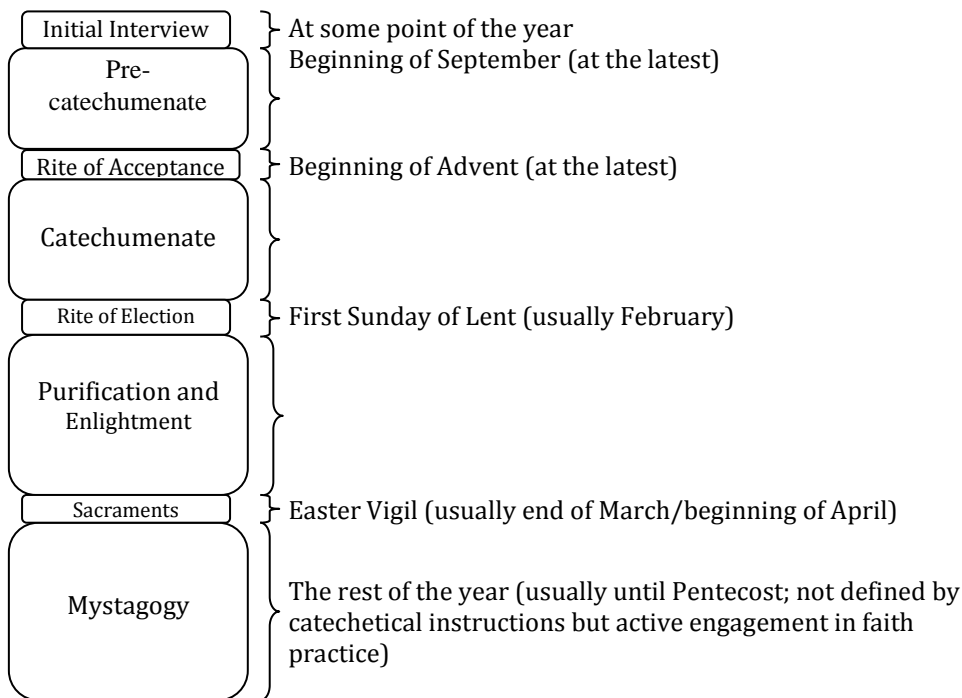 Initial Interview
At some point of the year
Pre-
catechumenate
Beginning of September (at the latest)
Rite of Acceptance
Beginning of Advent (at the latest)
Catechumenate
Rite of Election
First Sunday of Lent (usually February)
Purification and
Enlightment
Sacraments
Easter Vigil (usually end of March/beginning of April)
Mystagogy
The rest of the year (usually until Pentecost; not defined by
catechetical instructions but active engagement in faith
practice)